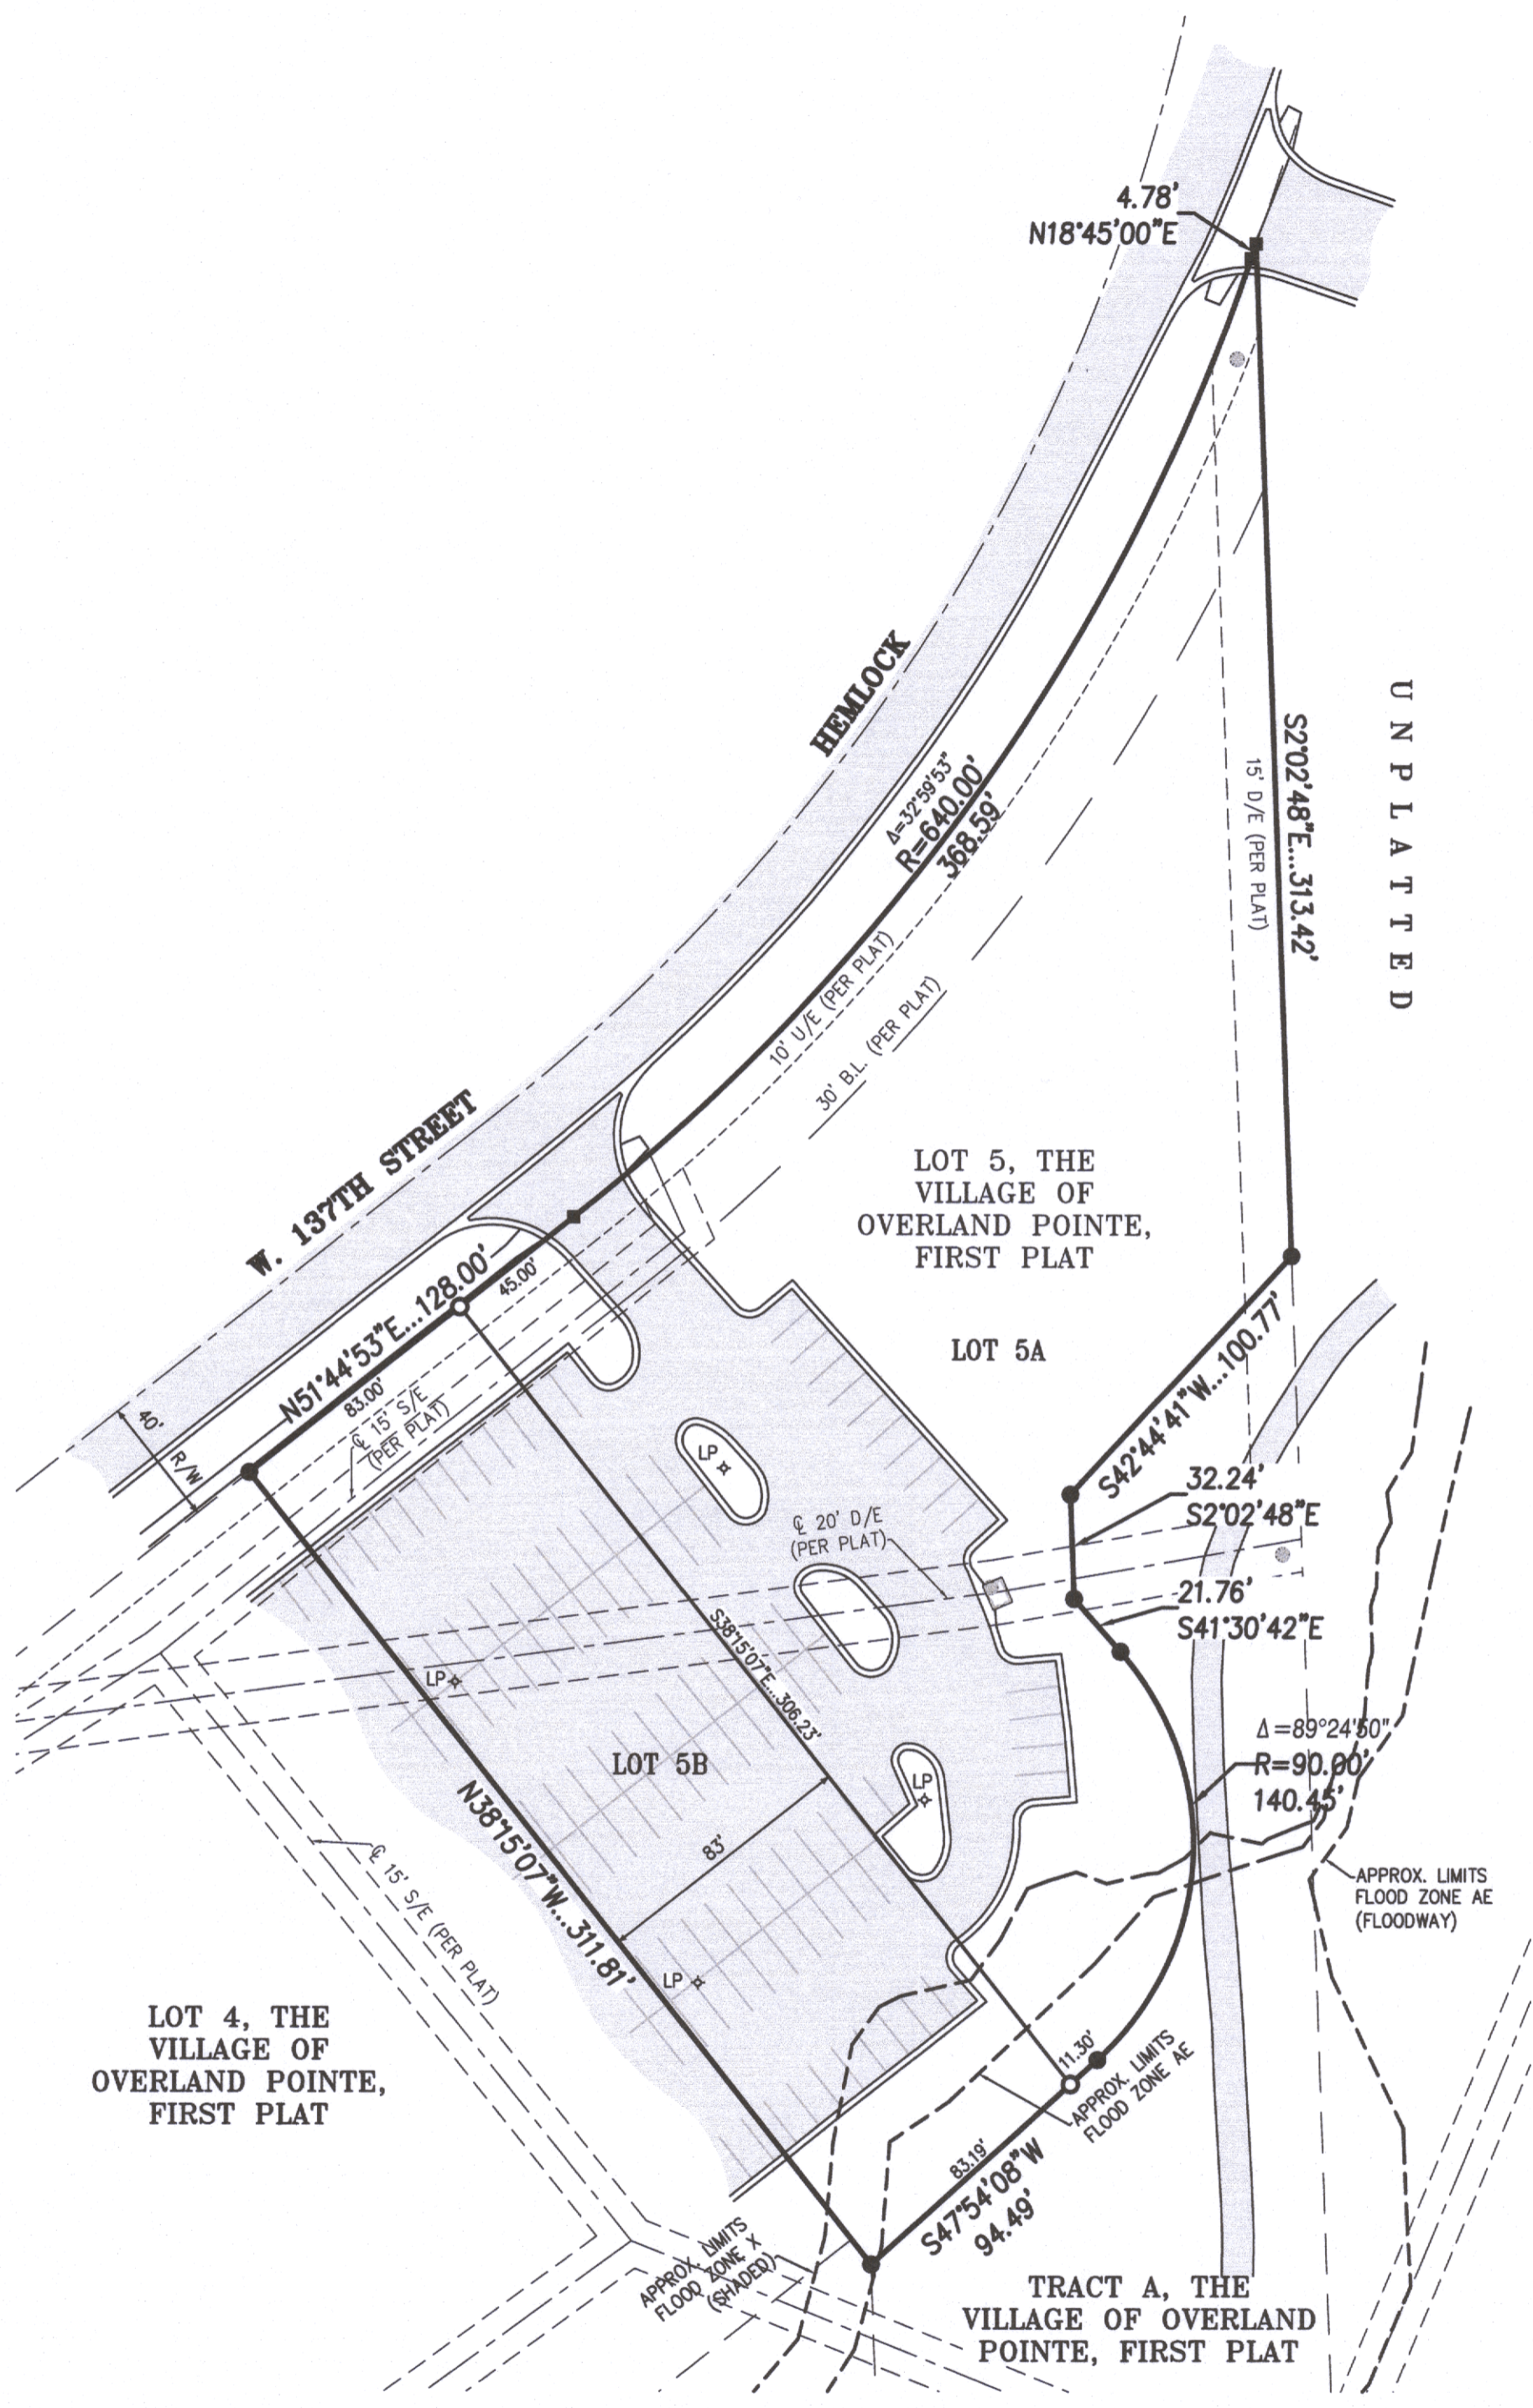 4.78'
N18°45'00"E
HEMLOCK
Δ=32°59'53"
R=640.00'
368.59'
UNPLATTED
S2°02'48"E...313.42'
15' D/E (PER PLAT)
10' U/E (PER PLAT)
30' B.L. (PER PLAT)
W. 137TH STREET
LOT 5, THE
VILLAGE OF
OVERLAND POINTE,
FIRST PLAT
N51°44'53"E...128.00'
45.00'
83.00'
℄ 15' S/E
(PER PLAT)
40'
R/W
LOT 5A
S42°44'41"W...100.77'
LP
32.24'
S2°02'48"E
℄ 20' D/E
(PER PLAT)
21.76'
S41°30'42"E
S38°15'07"E...306.23'
LP
Δ=89°24'50"
R=90.00'
140.45'
LOT 5B
LP
83'
N38°15'07"W...311.81'
℄ 15' S/E (PER PLAT)
APPROX. LIMITS
FLOOD ZONE AE
(FLOODWAY)
LP
LOT 4, THE
VILLAGE OF
OVERLAND POINTE,
FIRST PLAT
11.30'
APPROX. LIMITS
FLOOD ZONE AE
83.19'
S47°54'08"W
94.49'
APPROX. LIMITS
FLOOD ZONE X
(SHADED)
TRACT A, THE
VILLAGE OF OVERLAND
POINTE, FIRST PLAT